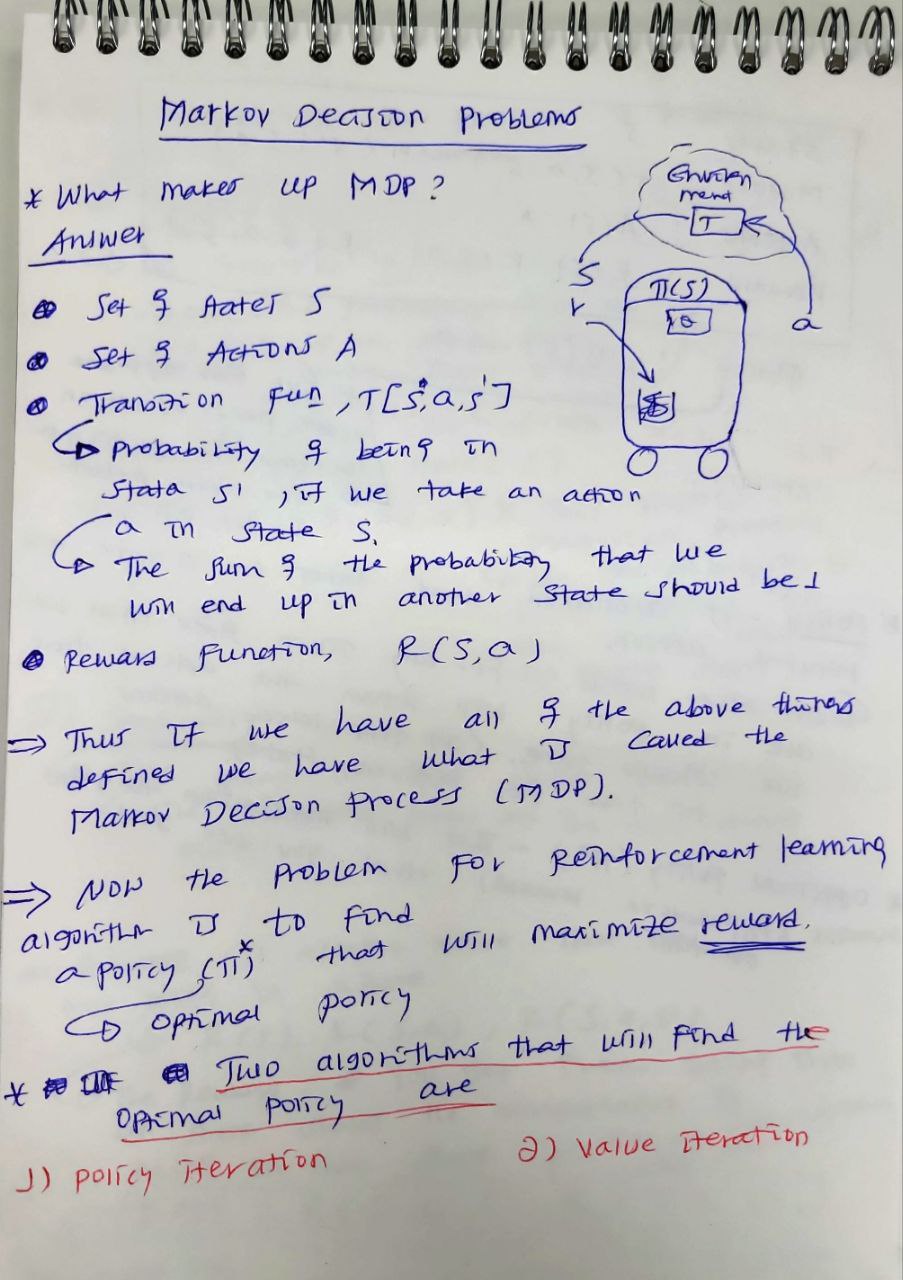 Markov Decision Problems
* What makes up MDP?
Answer
Environ
ment
T
S
r
π(s)
a
Set of states S
Set of Actions A
Transition Fun, T[s,a,s']
Probability of being in
state s', if we take an action
a in state s.
The sum of the probability that we
will end up in another state should be 1
Reward Function, R(s,a)
⇒ Thus if we have all of the above things
defined we have what is called the
Markov Decison Process (MDP).
⇒ Now the problem for Reinforcement learning
algorithm is to find
a policy (π*) that will maximize reward.
Optimal policy
* Two algorithms that will find the
optimal policy are
1) policy iteration 2) value iteration